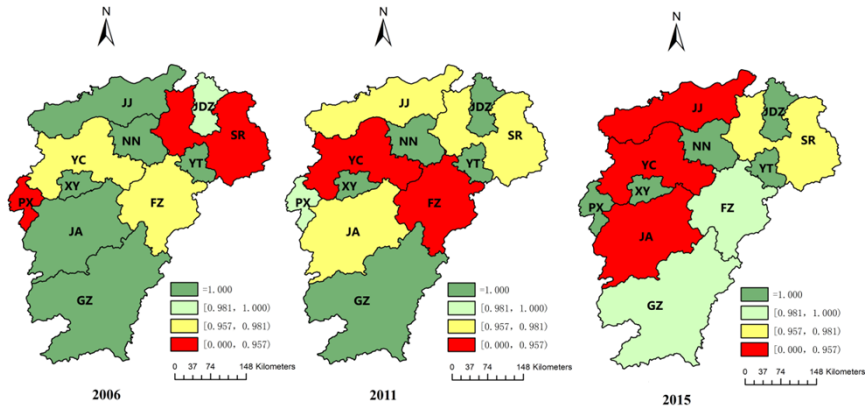 N
JJ
JDZ
SR
NN
YC
YT
XY
PX
FZ
JA
GZ
=1.000
[0.981, 1.000)
[0.957, 0.981)
[0.000, 0.957)
0 37 74 148 Kilometers
2006
N
JJ
JDZ
SR
NN
YC
YT
XY
PX
FZ
JA
GZ
=1.000
[0.981, 1.000)
[0.957, 0.981)
[0.000, 0.957)
0 37 74 148 Kilometers
2011
N
JJ
JDZ
SR
NN
YC
YT
XY
PX
FZ
JA
GZ
=1.000
[0.981, 1.000)
[0.957, 0.981)
[0.000, 0.957)
0 37 74 148 Kilometers
2015